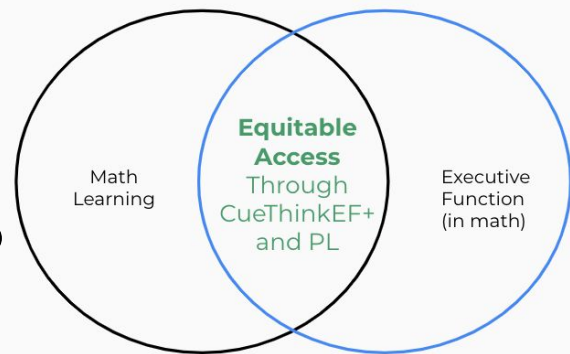 Math
Learning
Equitable
Access
Through
CueThinkEF+
and PL
Executive
Function
(in math)
)